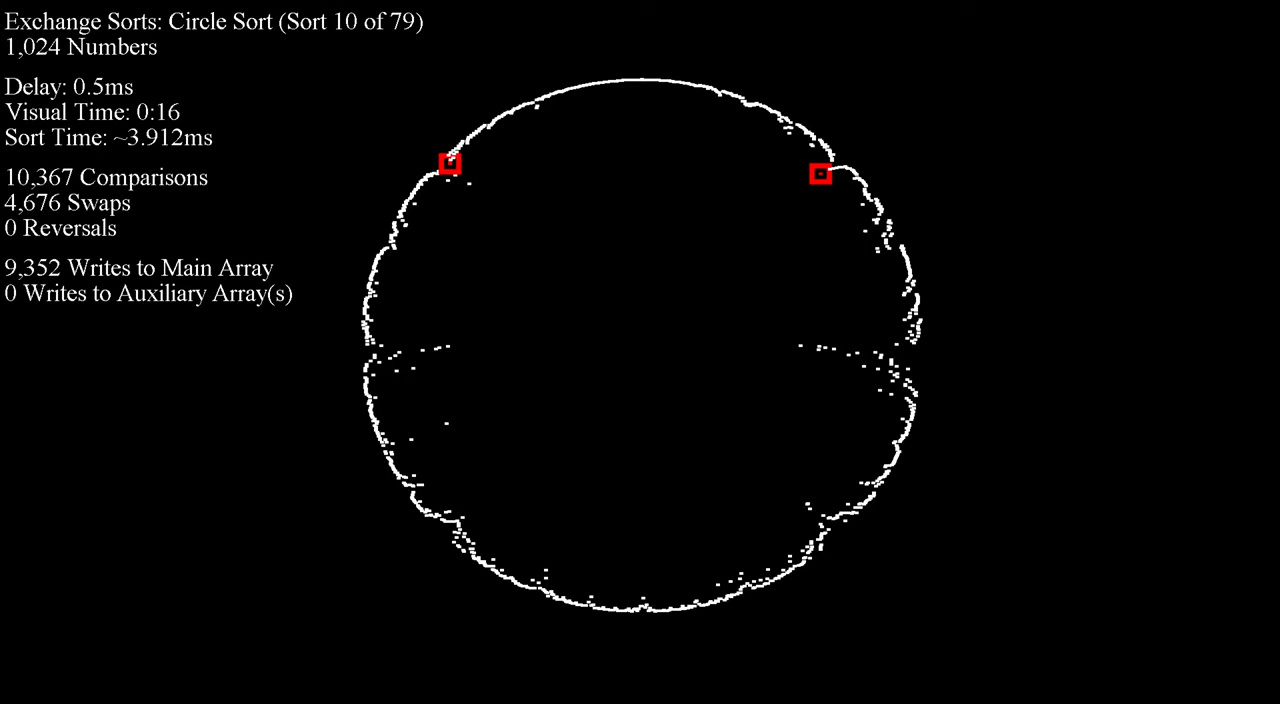 Exchange Sorts: Circle Sort (Sort 10 of 79)
1,024 Numbers
Delay: 0.5ms
Visual Time: 0:16
Sort Time: ~3.912ms
10,367 Comparisons
4,676 Swaps
0 Reversals
9,352 Writes to Main Array
0 Writes to Auxiliary Array(s)